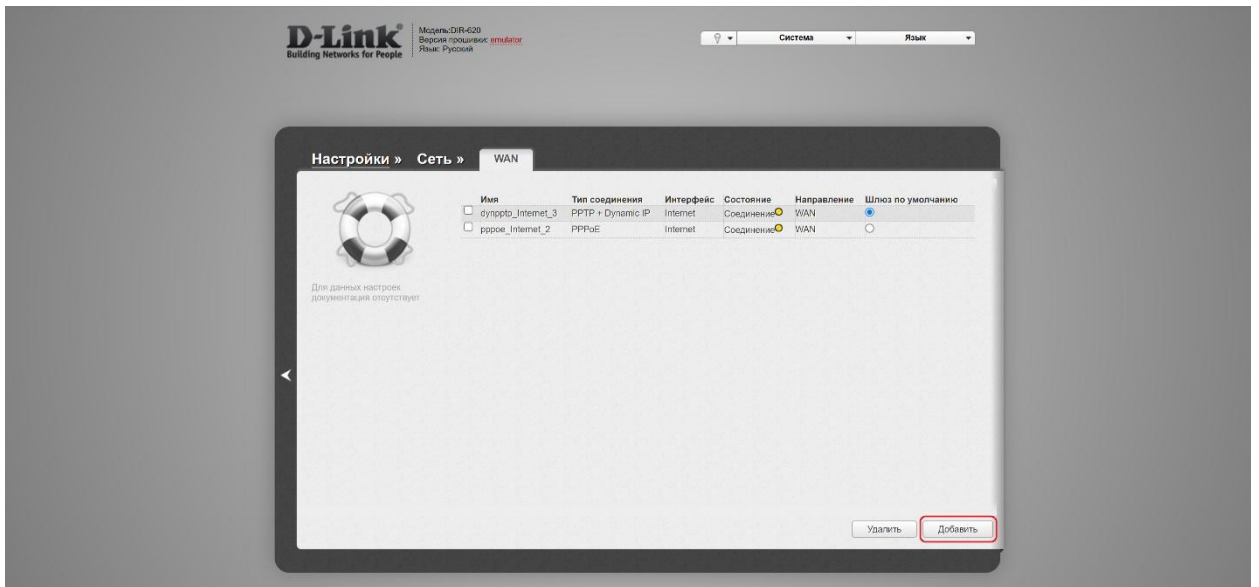 D-Link®
Building Networks for People
Модель:DIR-620
Версия прошивки: emulator
Язык: Русский
Система
Язык
Настройки » Сеть » WAN
Имя Тип соединения Интерфейс Состояние Направление Шлюз по умолчанию
dynpptp_Internet_3 PPTP + Dynamic IP Internet Соединение WAN
pppoe_Internet_2 PPPoE Internet Соединение WAN
Для данных настроек
документация отсутствует
Удалить Добавить